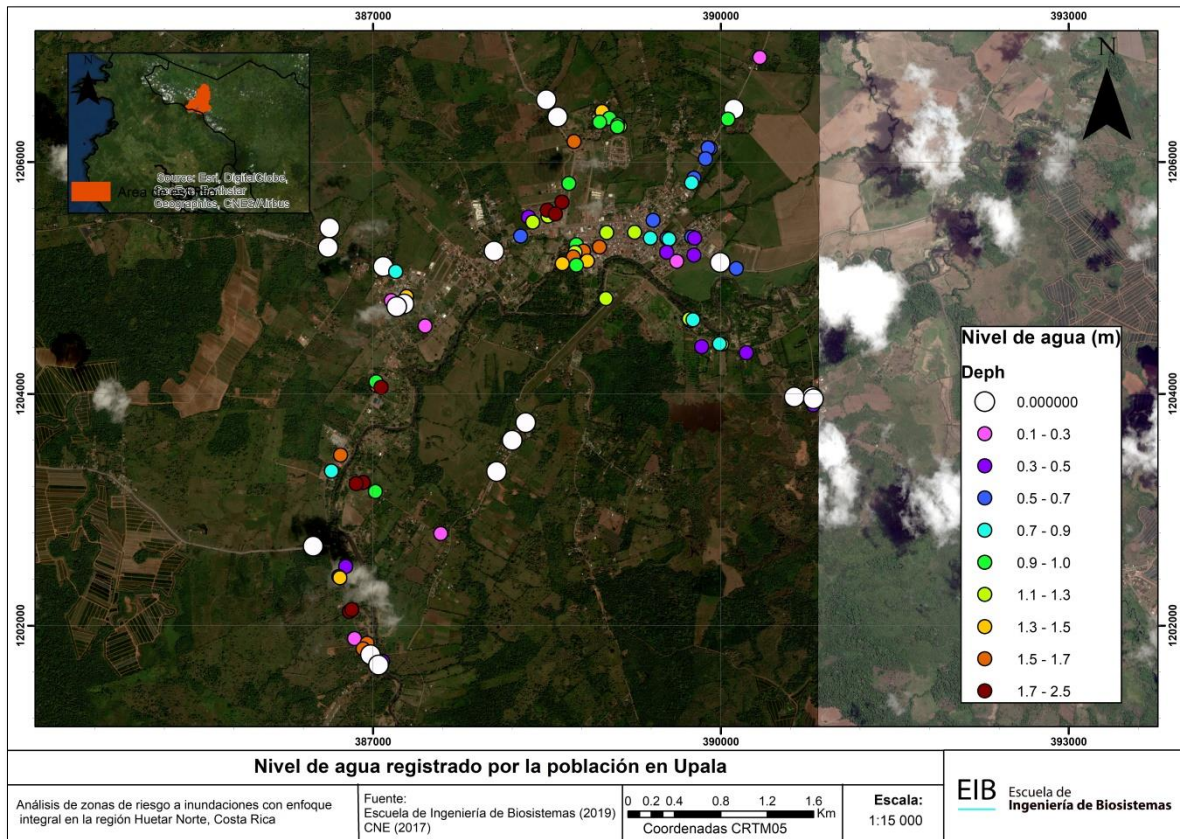 387000
390000
393000
N
N
Source: Esri, DigitalGlobe,
Geographics, CNES/Airbus
1206000
1206000
1204000
1204000
1202000
1202000
Nivel de agua (m)
Deph
0.000000
0.1 - 0.3
0.3 - 0.5
0.5 - 0.7
0.7 - 0.9
0.9 - 1.0
1.1 - 1.3
1.3 - 1.5
1.5 - 1.7
1.7 - 2.5
387000
390000
393000
Nivel de agua registrado por la población en Upala
Análisis de zonas de riesgo a inundaciones con enfoque
integral en la región Huetar Norte, Costa Rica
Fuente:
Escuela de Ingeniería de Biosistemas (2019)
CNE (2017)
0 0.2 0.4 0.8 1.2 1.6
Km
Coordenadas CRTM05
Escala:
1:15 000
EIB
Escuela de
Ingeniería de Biosistemas